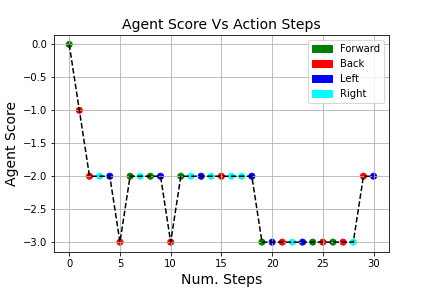 Agent Score Vs Action Steps
Forward
Back
Left
Right
0.0
−0.5
−1.0
−1.5
−2.0
−2.5
−3.0
Agent Score
0 5 10 15 20 25 30
Num. Steps